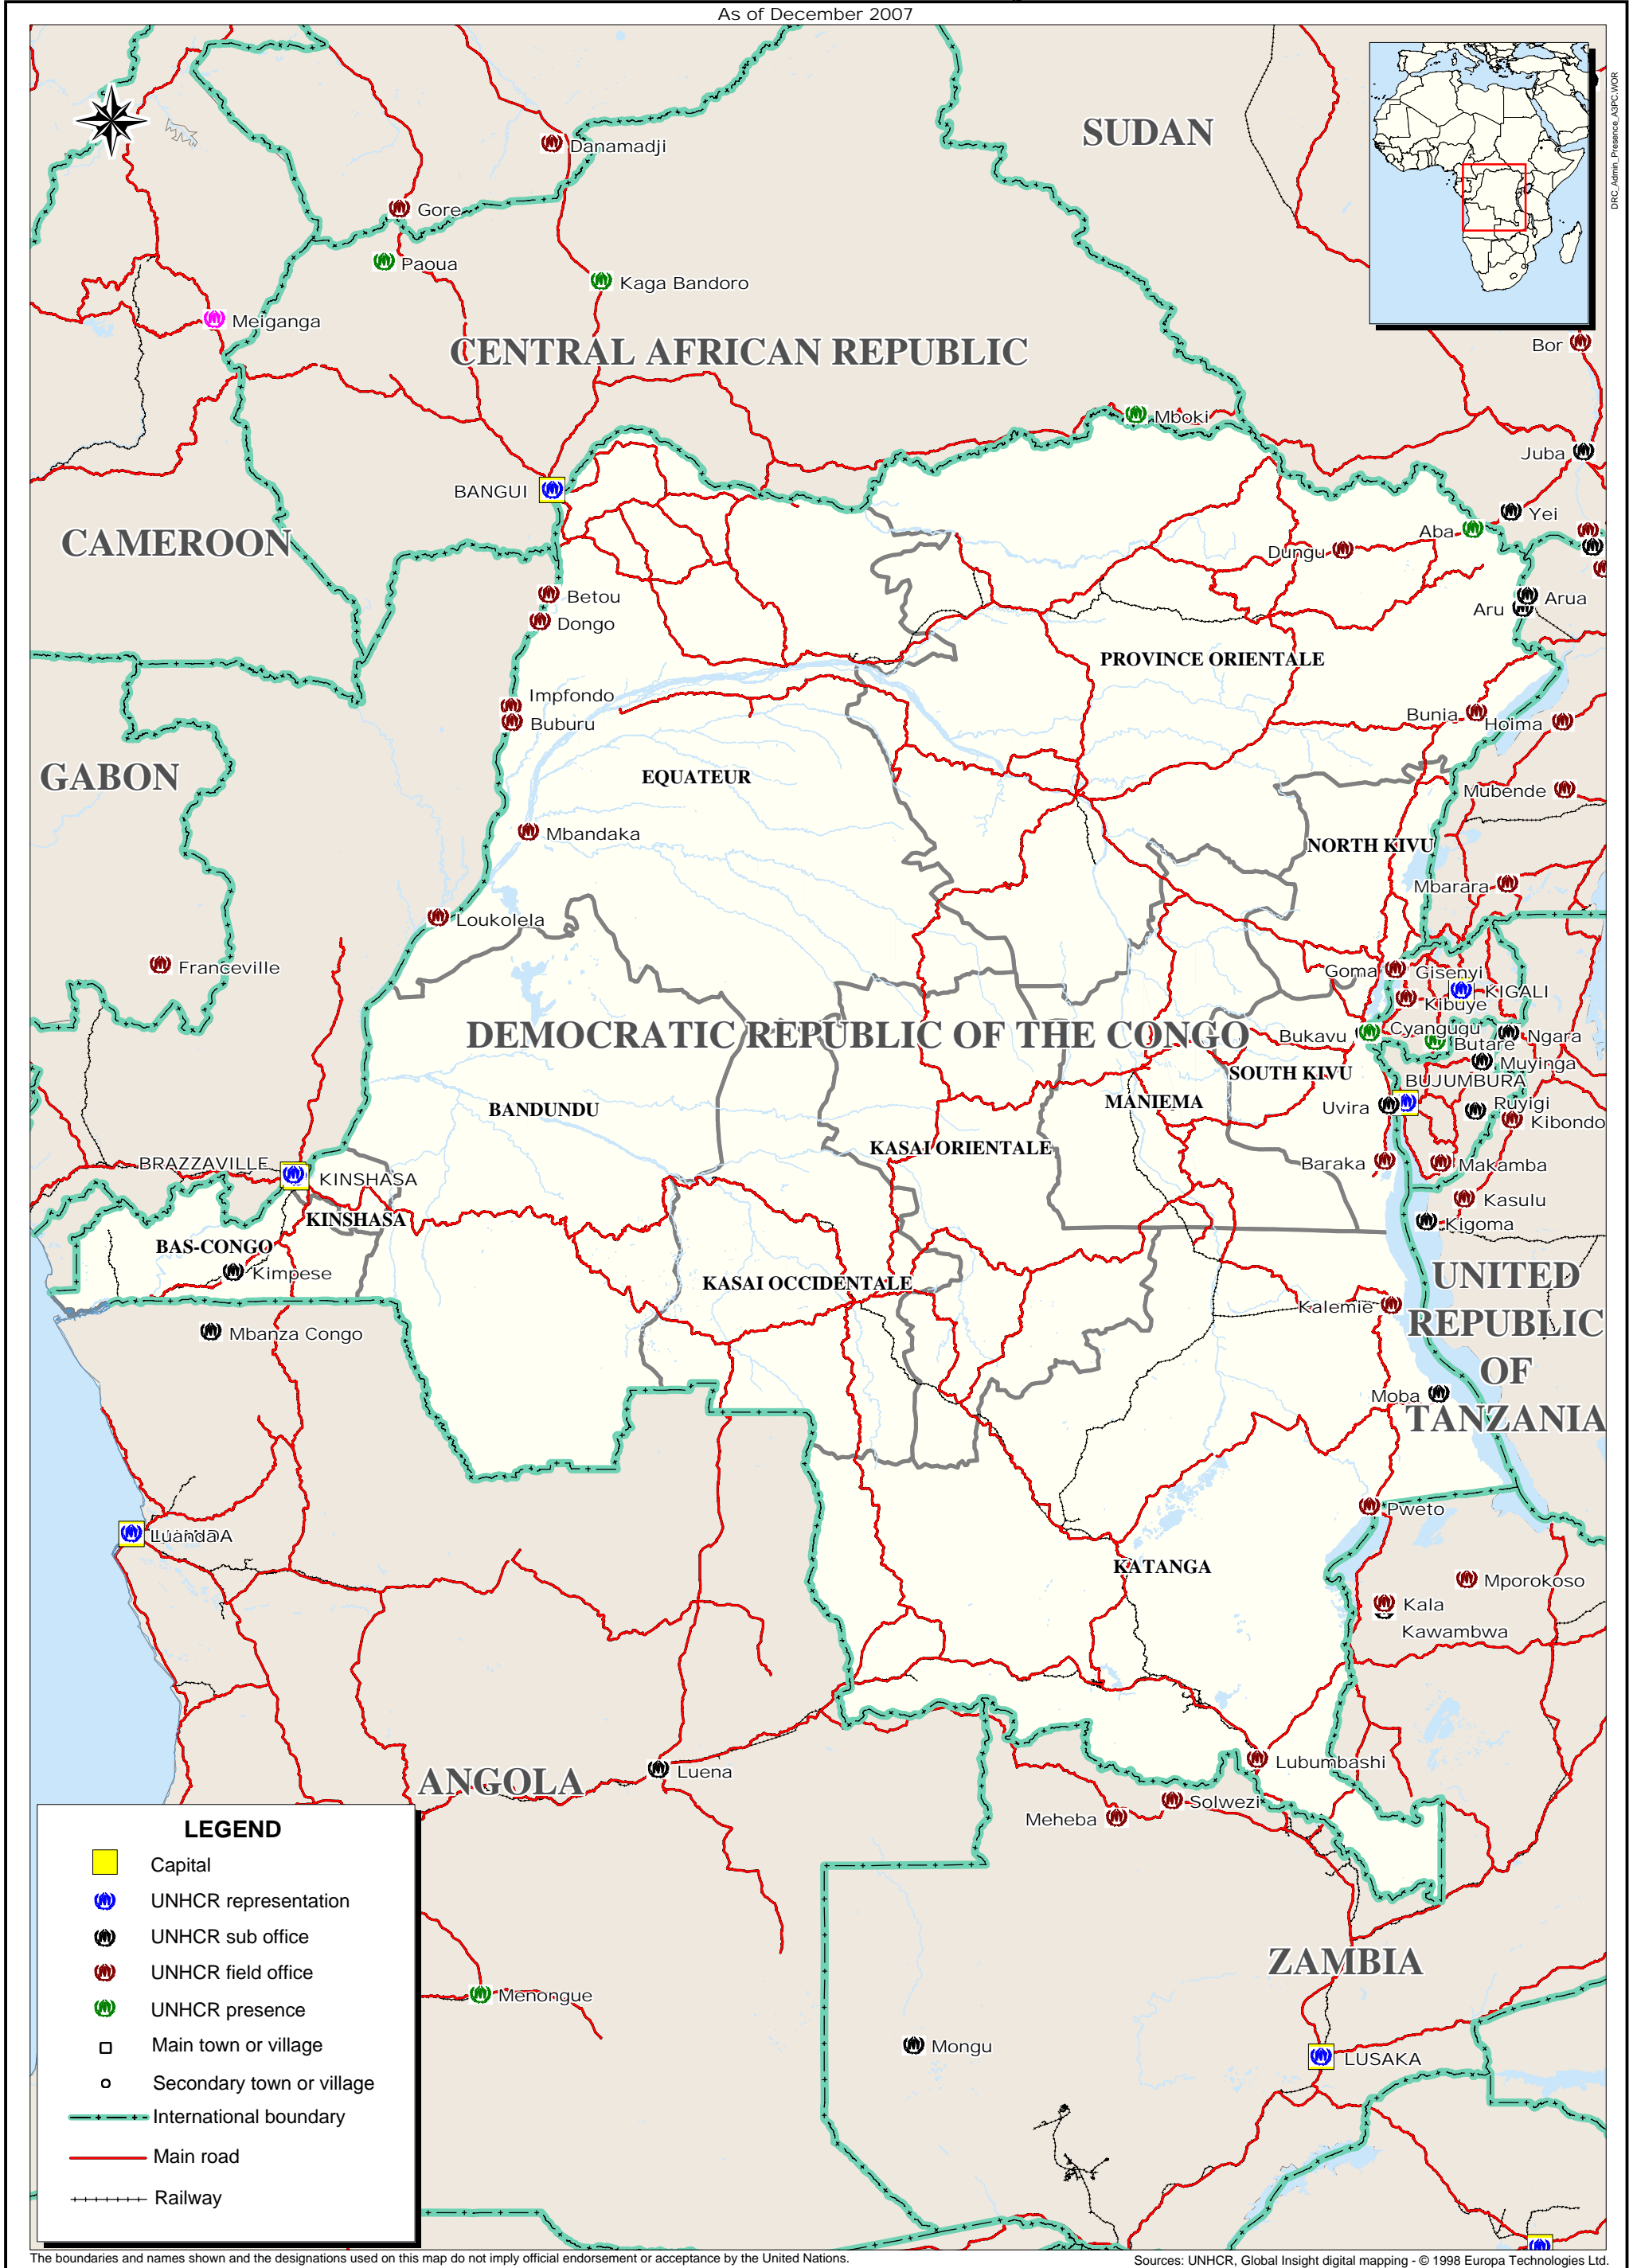 As of December 2007
DRC_Admin_Presence_A3PC.WOR
SUDAN
Danamadji
Gore
Paoua
Kaga Bandoro
Meiganga
Bor
CENTRAL AFRICAN REPUBLIC
Mboki
Juba
BANGUI
Yei
CAMEROON
Aba
Dungu
Betou
Arua
Aru
Dongo
PROVINCE ORIENTALE
Impfondo
Buburu
Bunia
Hoima
GABON
EQUATEUR
Mubende
Mbandaka
NORTH KIVU
Mbarara
Loukolela
Franceville
Goma
Gisenyi
KIGALI
Kibuye
DEMOCRATIC REPUBLIC OF THE CONGO
Bukavu
Cyangugu
Butare
Ngara
Muyinga
SOUTH KIVU
BUJUMBURA
BANDUNDU
MANIEMA
Uvira
Ruyigi
Kibondo
KASAI ORIENTALE
BRAZZAVILLE
Baraka
Makamba
KINSHASA
Kasulu
KINSHASA
Kigoma
BAS-CONGO
Kimpese
KASAI OCCIDENTALE
UNITED
REPUBLIC
OF
TANZANIA
Kalemie
Mbanza Congo
Moba
Pweto
Luanda
KATANGA
Mporokoso
Kala
Kawambwa
Lubumbashi
Luena
ANGOLA
Solwezi
Meheba
LEGEND
Capital
UNHCR representation
UNHCR sub office
UNHCR field office
UNHCR presence
Main town or village
Secondary town or village
International boundary
Main road
Railway
ZAMBIA
Menongue
Mongu
LUSAKA
The boundaries and names shown and the designations used on this map do not imply official endorsement or acceptance by the United Nations.
Sources: UNHCR, Global Insight digital mapping - © 1998 Europa Technologies Ltd.